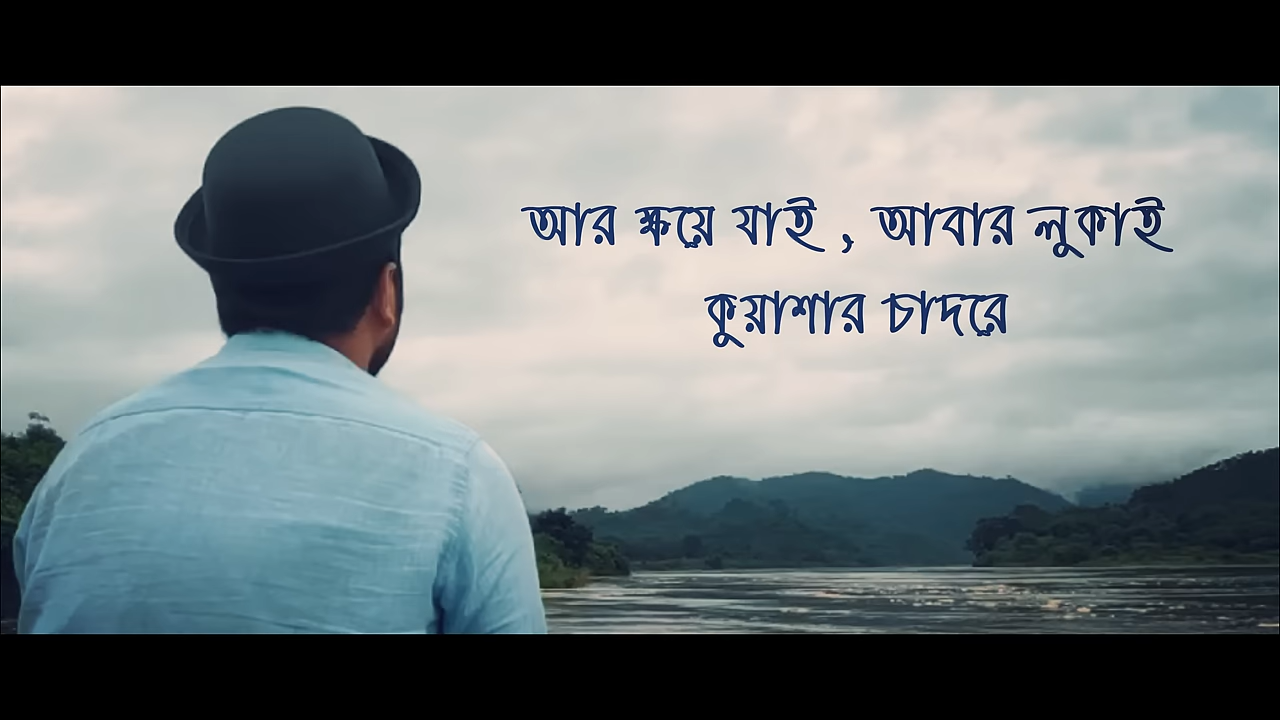 আর ক্ষয়ে যাই , আবার লুকাই
কুয়াশার চাদরে